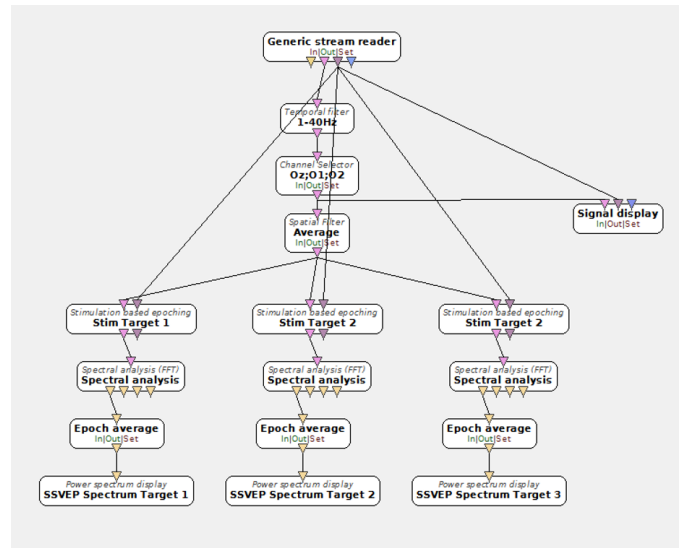 Generic stream reader
In|Out|Set
Temporal filter
1-40Hz
Channel Selector
Oz;O1;O2
In|Out|Set
Spatial Filter
Average
In|Out|Set
Signal display
In|Out|Set
Stimulation based epoching
Stim Target 1
Stimulation based epoching
Stim Target 2
Stimulation based epoching
Stim Target 2
Spectral analysis (FFT)
Spectral analysis
Spectral analysis (FFT)
Spectral analysis
Spectral analysis (FFT)
Spectral analysis
Epoch average
In|Out|Set
Epoch average
In|Out|Set
Epoch average
In|Out|Set
Power spectrum display
SSVEP Spectrum Target 1
Power spectrum display
SSVEP Spectrum Target 2
Power spectrum display
SSVEP Spectrum Target 3